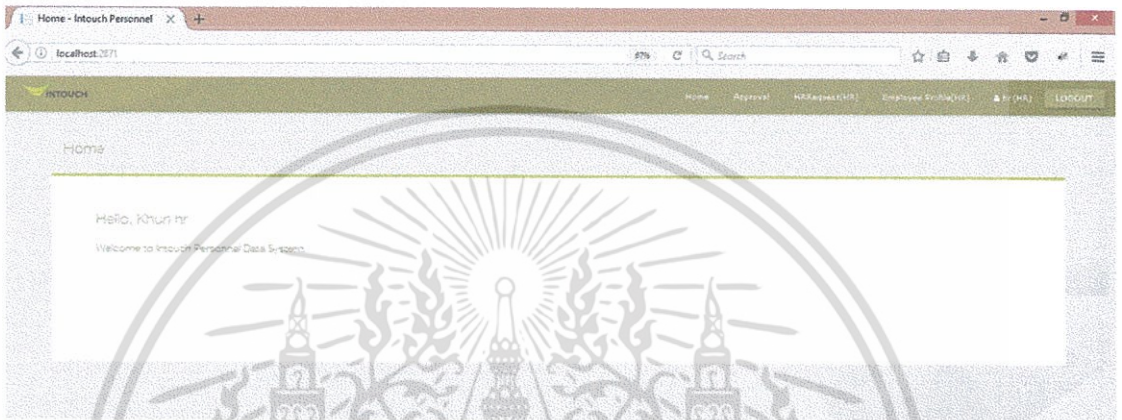 Home - Intouch Personnel
localhost:2871
67% Search
INTOUCH
Home Approval HRRequest(HR) Employee Profile(HR) hr (HR) LOGOUT
Home
Hello, Khun hr
Welcome to Intouch Personnel Data System.